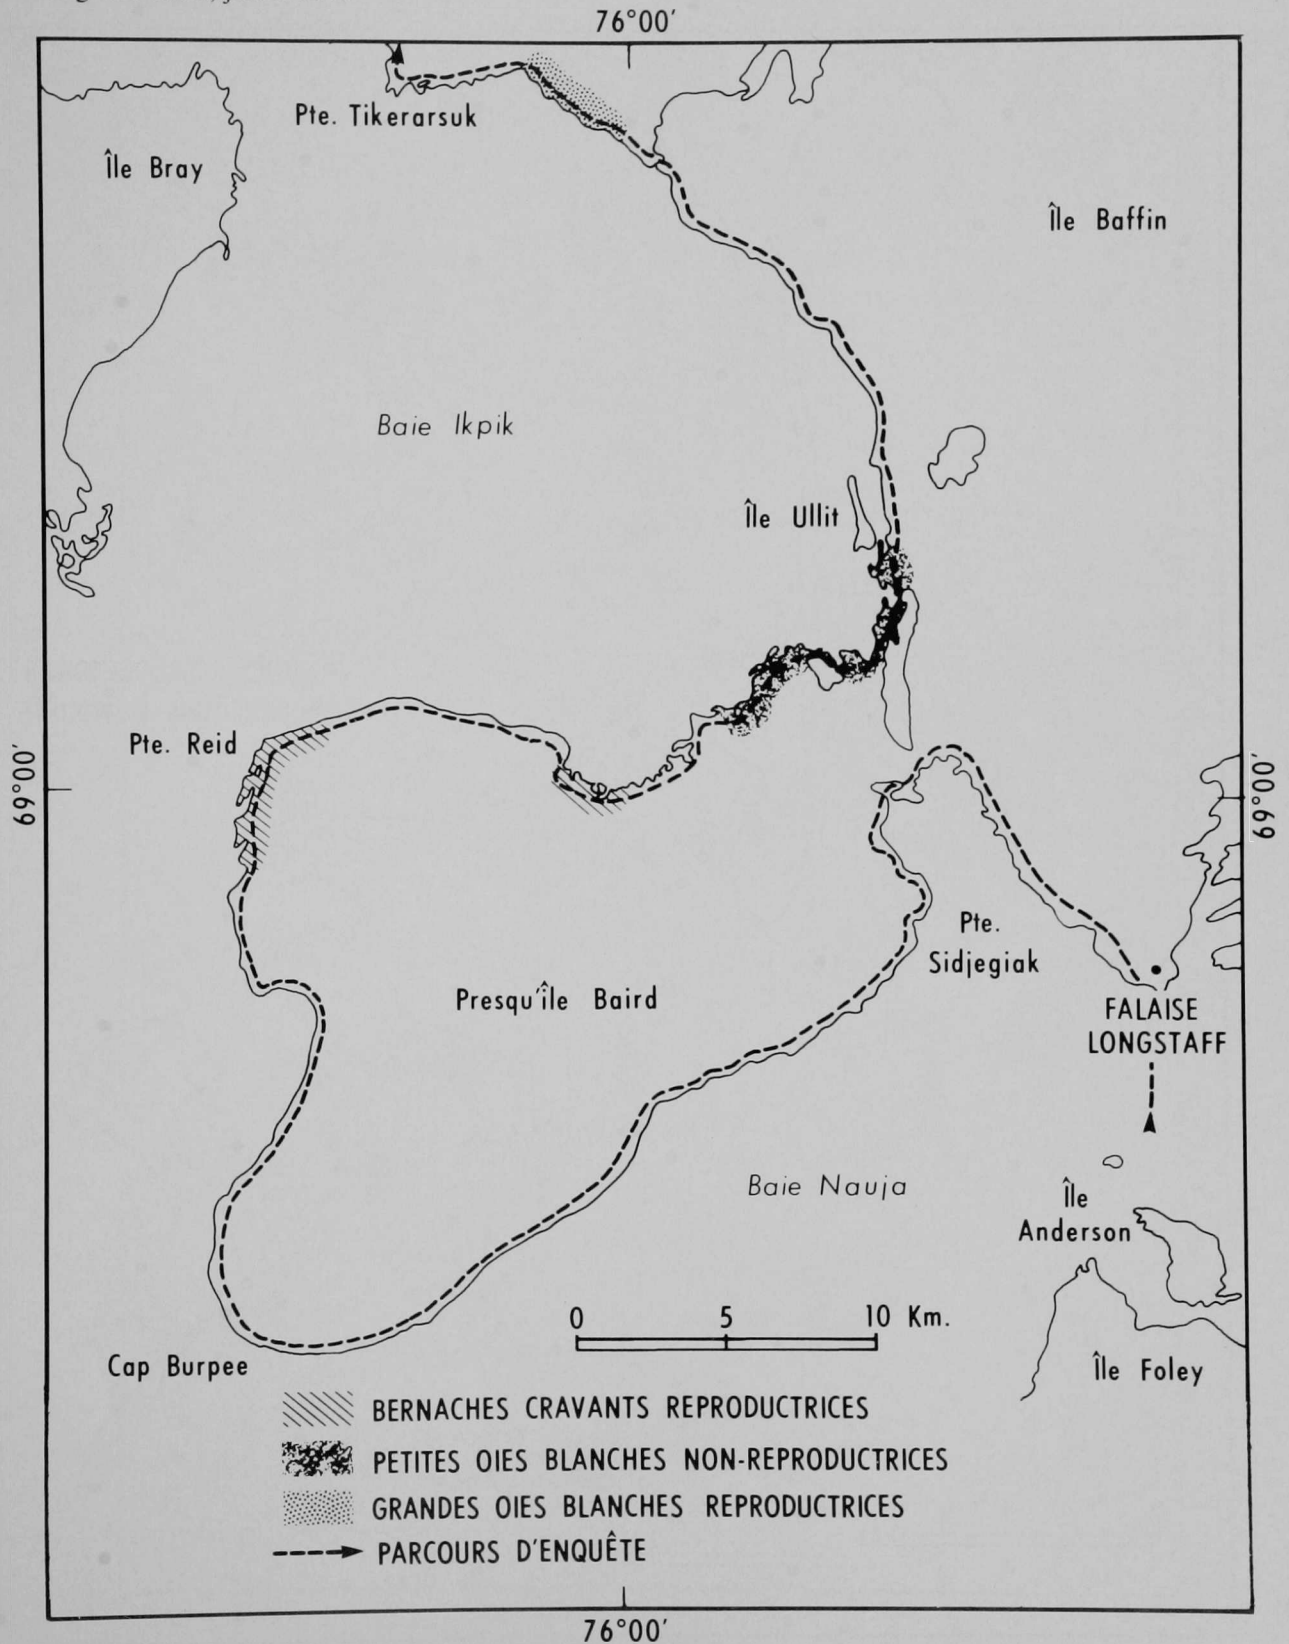 76°00'
Pte. Tikerarsuk
Île Bray
Île Baffin
Baie Ikpik
Île Ullit
Pte. Reid
69°00'
69°00'
Pte.
Sidjegiak
Presqu'île Baird
FALAISE
LONGSTAFF
Baie Nauja
Île
Anderson
0 5 10 Km.
Cap Burpee
Île Foley
BERNACHES CRAVANTS REPRODUCTRICES
PETITES OIES BLANCHES NON-REPRODUCTRICES
GRANDES OIES BLANCHES REPRODUCTRICES
PARCOURS D'ENQUÊTE
76°00'